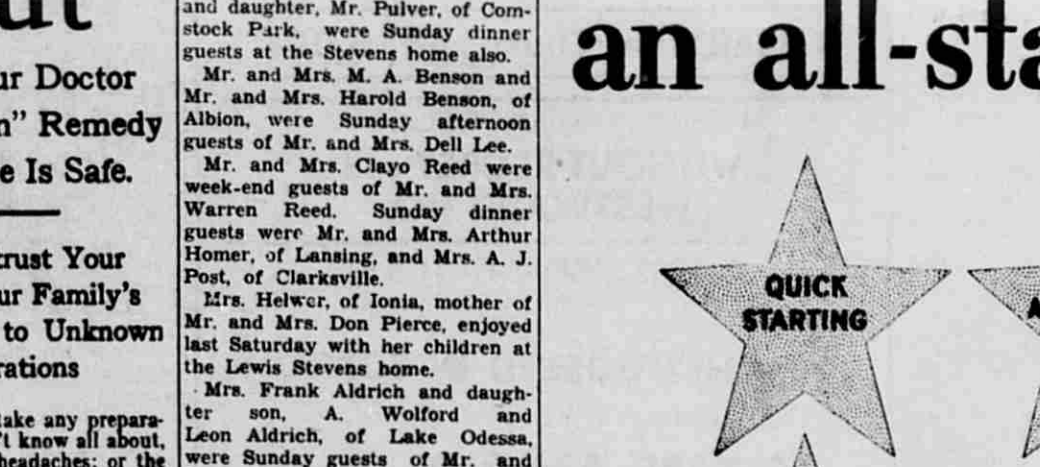 ut
ur Doctor
n" Remedy
e Is Safe.
trust Your
ur Family's
to Unknown
rations
take any prepara-
't know all about,
headaches; or the
and daughter, Mr. Pulver, of Com-
stock Park, were Sunday dinner
guests at the Stevens home also.
Mr. and Mrs. M. A. Benson and
Mr. and Mrs. Harold Benson, of
Albion, were Sunday afternoon
guests of Mr. and Mrs. Dell Lee.
Mr. and Mrs. Clayo Reed were
week-end guests of Mr. and Mrs.
Warren Reed. Sunday dinner
guests were Mr. and Mrs. Arthur
Homer, of Lansing, and Mrs. A. J.
Post, of Clarksville.
Mrs. Helwer, of Ionia, mother of
Mr. and Mrs. Don Pierce, enjoyed
last Saturday with her children at
the Lewis Stevens home.
Mrs. Frank Aldrich and daugh-
ter son, A. Wolford and
Leon Aldrich, of Lake Odessa,
were Sunday guests of Mr. and
an all-sta
QUICK
STARTING
A